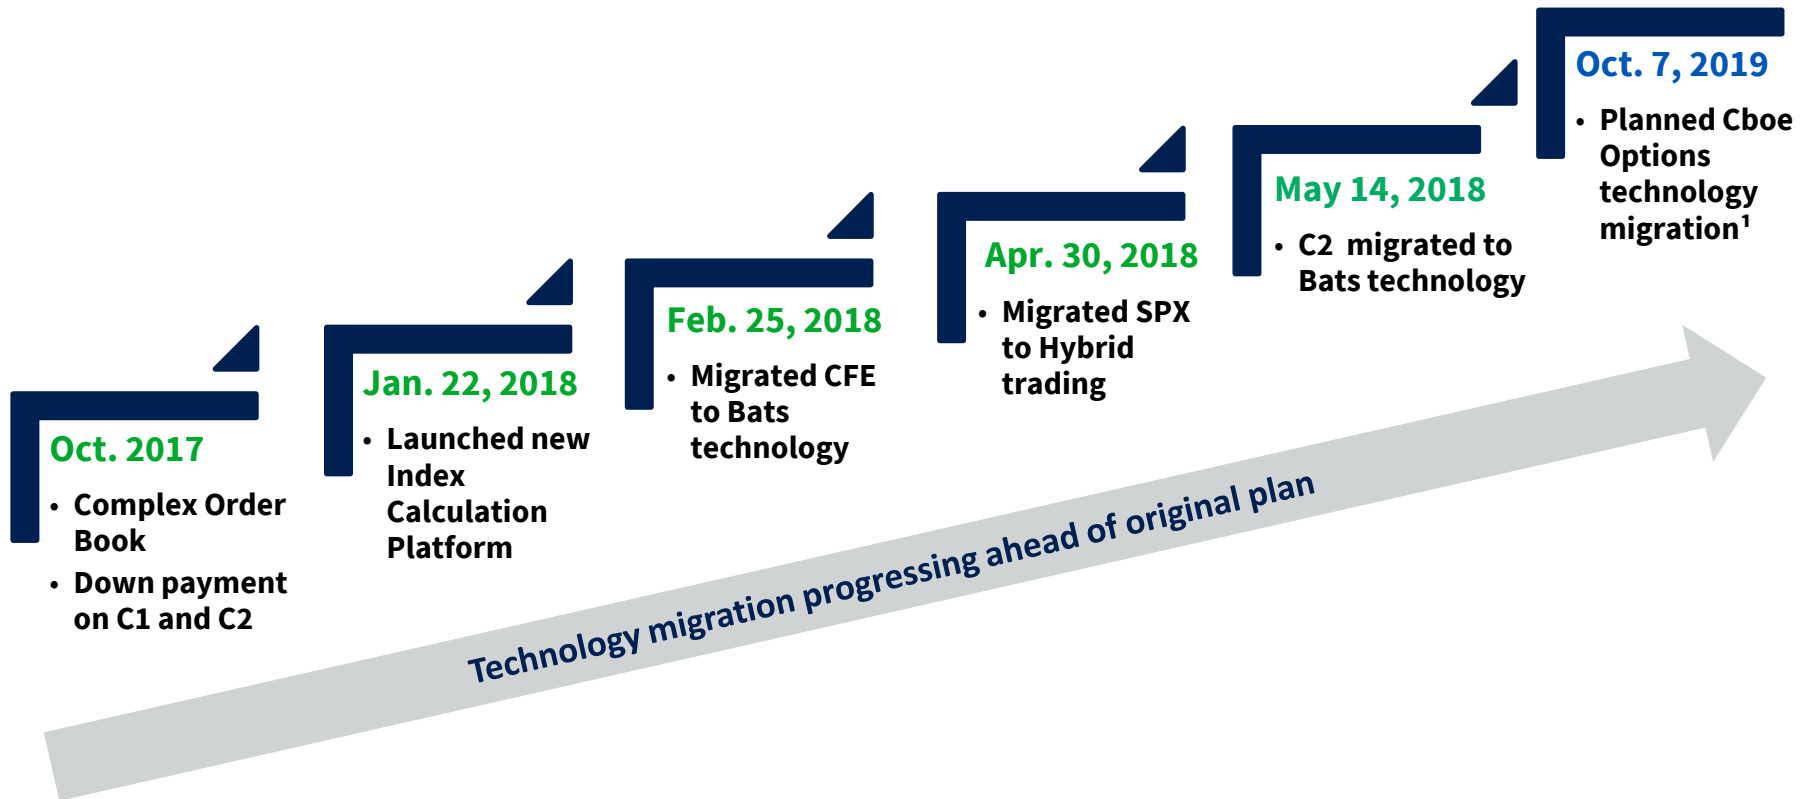 Oct. 2017
• Complex Order
Book
• Down payment
on C1 and C2
Jan. 22, 2018
• Launched new
Index
Calculation
Platform
Feb. 25, 2018
• Migrated CFE
to Bats
technology
Apr. 30, 2018
• Migrated SPX
to Hybrid
trading
May 14, 2018
• C2 migrated to
Bats technology
Oct. 7, 2019
• Planned Cboe
Options
technology
migration¹
Technology migration progressing ahead of original plan